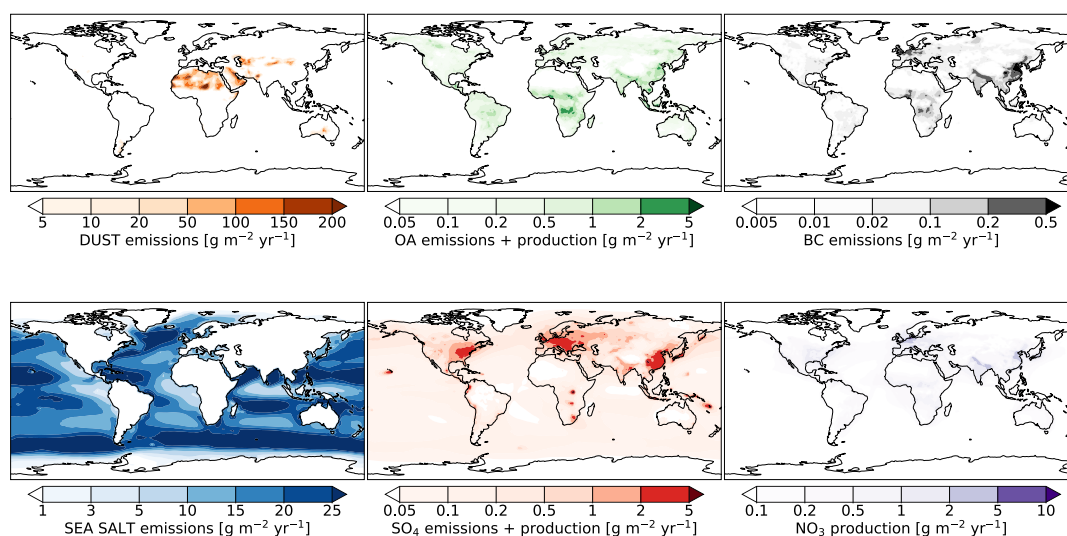 5 10 20 50 100 150 200
DUST emissions [g m⁻² yr⁻¹]
0.05 0.1 0.2 0.5 1 2 5
OA emissions + production [g m⁻² yr⁻¹]
0.005 0.01 0.02 0.1 0.2 0.5
BC emissions [g m⁻² yr⁻¹]
1 3 5 10 15 20 25
SEA SALT emissions [g m⁻² yr⁻¹]
0.05 0.1 0.2 0.5 1 2 5
SO₄ emissions + production [g m⁻² yr⁻¹]
0.1 0.2 0.5 1 2 5 10
NO₃ production [g m⁻² yr⁻¹]